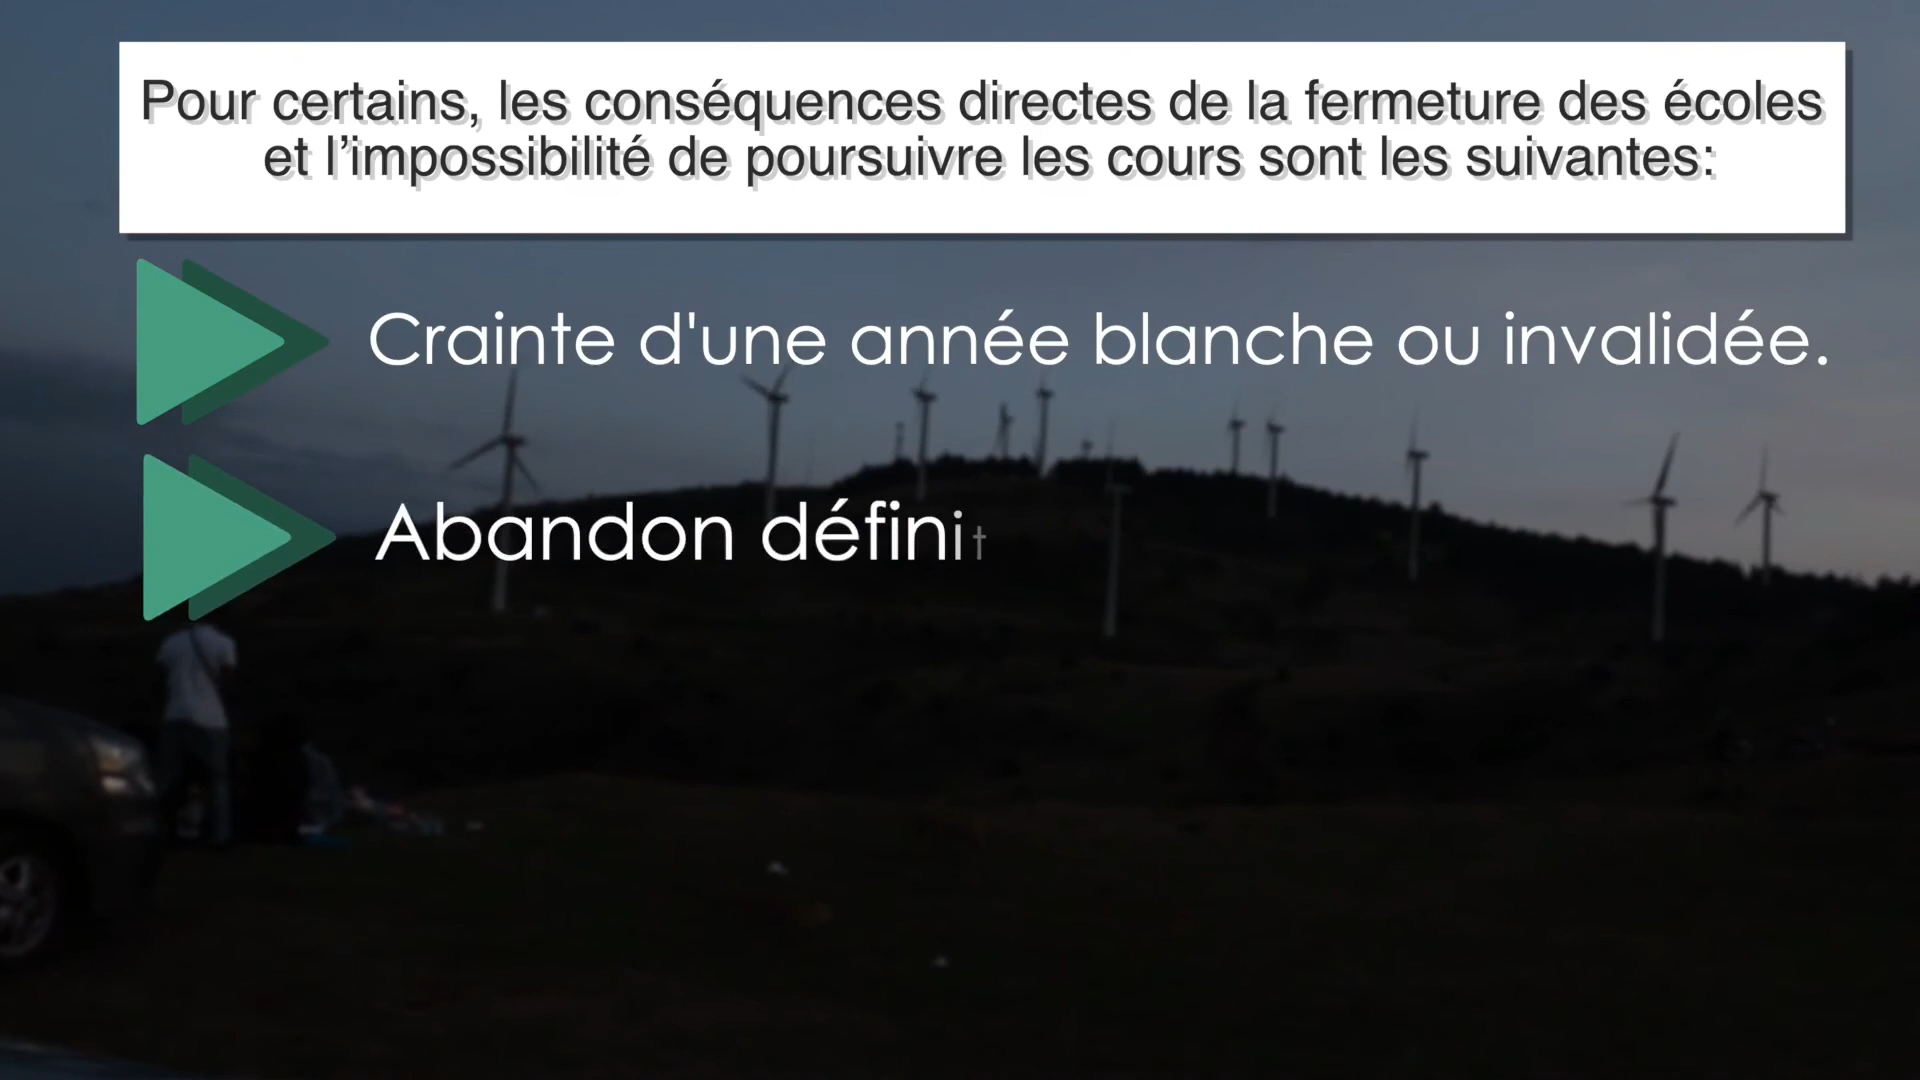 Pour certains, les conséquences directes de la fermeture des écoles
et l’impossibilité de poursuivre les cours sont les suivantes:
Crainte d'une année blanche ou invalidée.
Abandon définit